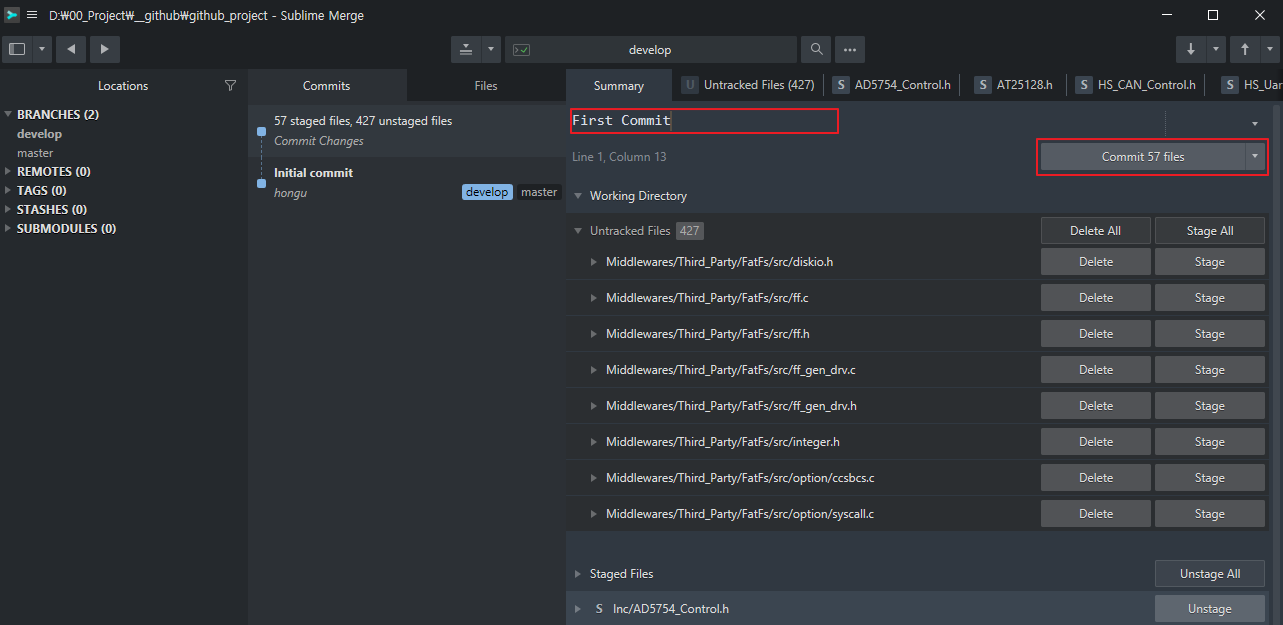 D:₩00_Project₩__github₩github_project - Sublime Merge
develop
Locations
Commits
Files
Summary
U Untracked Files (427)
S AD5754_Control.h
S AT25128.h
S HS_CAN_Control.h
S HS_Uar
BRANCHES (2)
develop
master
REMOTES (0)
TAGS (0)
STASHES (0)
SUBMODULES (0)
57 staged files, 427 unstaged files
Commit Changes
Initial commit
hongu
develop
master
First Commit
Line 1, Column 13
Commit 57 files
Working Directory
Untracked Files 427
Delete All
Stage All
Middlewares/Third_Party/FatFs/src/diskio.h
Delete
Stage
Middlewares/Third_Party/FatFs/src/ff.c
Delete
Stage
Middlewares/Third_Party/FatFs/src/ff.h
Delete
Stage
Middlewares/Third_Party/FatFs/src/ff_gen_drv.c
Delete
Stage
Middlewares/Third_Party/FatFs/src/ff_gen_drv.h
Delete
Stage
Middlewares/Third_Party/FatFs/src/integer.h
Delete
Stage
Middlewares/Third_Party/FatFs/src/option/ccsbcs.c
Delete
Stage
Middlewares/Third_Party/FatFs/src/option/syscall.c
Delete
Stage
Staged Files
Unstage All
S Inc/AD5754_Control.h
Unstage